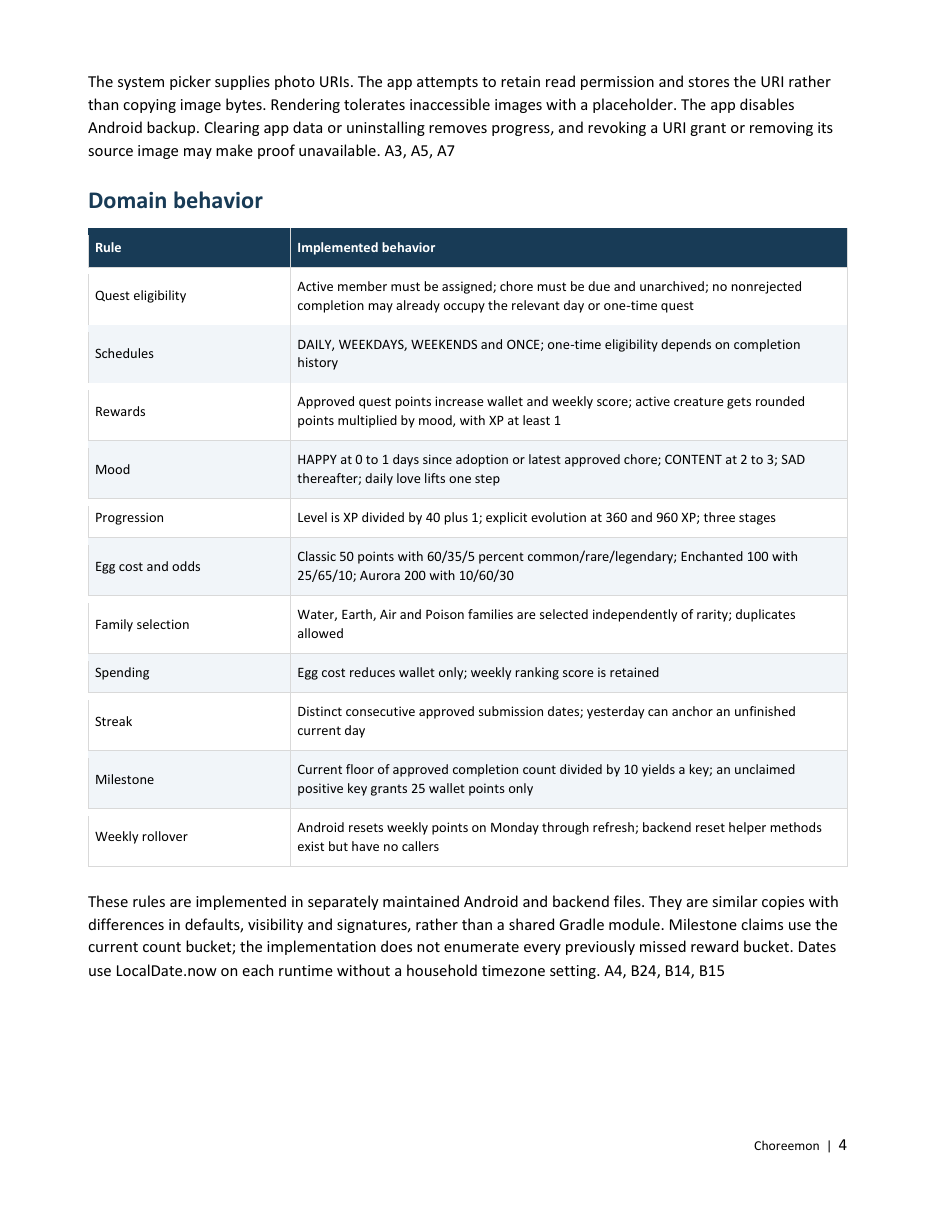 The system picker supplies photo URIs. The app attempts to retain read permission and stores the URI rather
than copying image bytes. Rendering tolerates inaccessible images with a placeholder. The app disables
Android backup. Clearing app data or uninstalling removes progress, and revoking a URI grant or removing its
source image may make proof unavailable. A3, A5, A7
Domain behavior
Rule
Implemented behavior
Quest eligibility
Active member must be assigned; chore must be due and unarchived; no nonrejected
completion may already occupy the relevant day or one-time quest
Schedules
DAILY, WEEKDAYS, WEEKENDS and ONCE; one-time eligibility depends on completion
history
Rewards
Approved quest points increase wallet and weekly score; active creature gets rounded
points multiplied by mood, with XP at least 1
Mood
HAPPY at 0 to 1 days since adoption or latest approved chore; CONTENT at 2 to 3; SAD
thereafter; daily love lifts one step
Progression
Level is XP divided by 40 plus 1; explicit evolution at 360 and 960 XP; three stages
Egg cost and odds
Classic 50 points with 60/35/5 percent common/rare/legendary; Enchanted 100 with
25/65/10; Aurora 200 with 10/60/30
Family selection
Water, Earth, Air and Poison families are selected independently of rarity; duplicates
allowed
Spending
Egg cost reduces wallet only; weekly ranking score is retained
Streak
Distinct consecutive approved submission dates; yesterday can anchor an unfinished
current day
Milestone
Current floor of approved completion count divided by 10 yields a key; an unclaimed
positive key grants 25 wallet points only
Weekly rollover
Android resets weekly points on Monday through refresh; backend reset helper methods
exist but have no callers
These rules are implemented in separately maintained Android and backend files. They are similar copies with
differences in defaults, visibility and signatures, rather than a shared Gradle module. Milestone claims use the
current count bucket; the implementation does not enumerate every previously missed reward bucket. Dates
use LocalDate.now on each runtime without a household timezone setting. A4, B24, B14, B15
Choreemon | 4